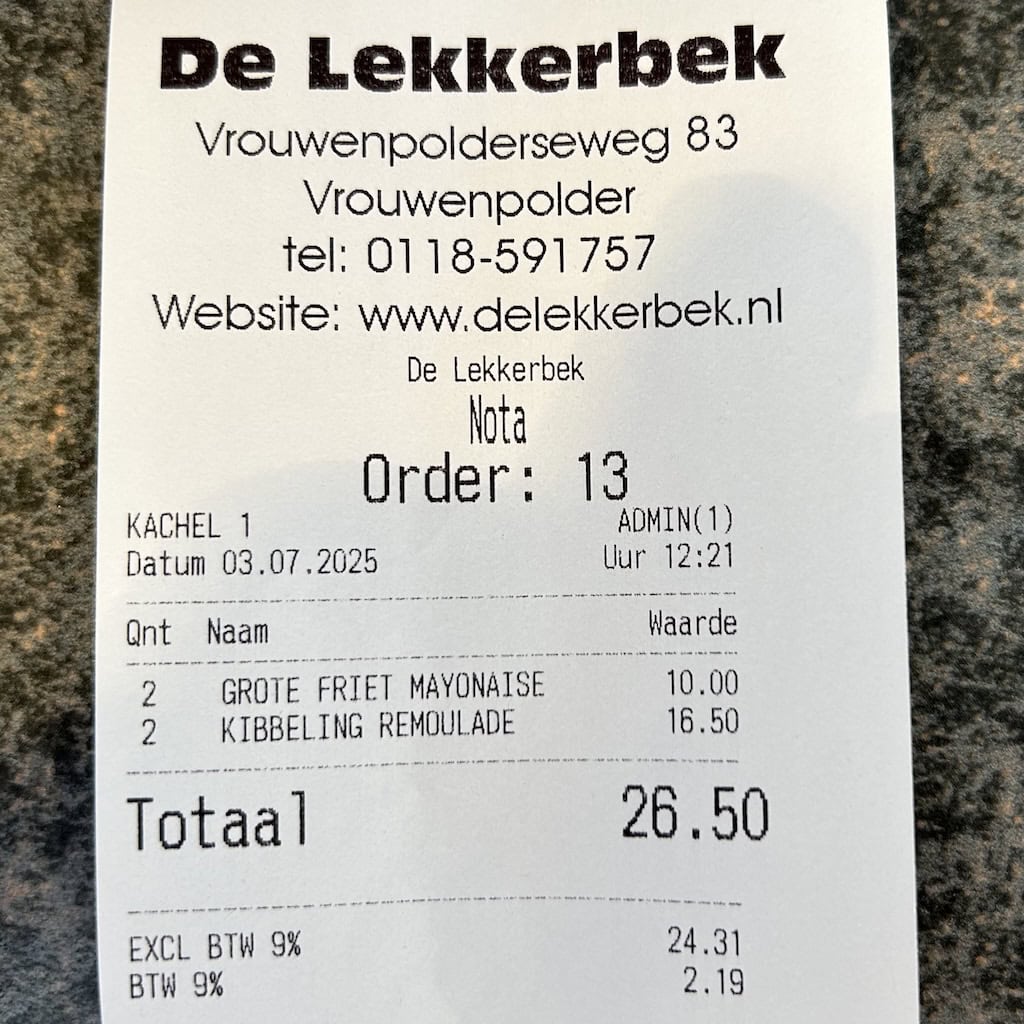 De Lekkerbek
Vrouwenpolderseweg 83
Vrouwenpolder
tel: 0118-591757
Website: www.delekkerbek.nl
De Lekkerbek
Nota
Order: 13
KACHEL 1 ADMIN(1)
Datum 03.07.2025 Uur 12:21
Qnt Naam Waarde
2 GROTE FRIET MAYONAISE 10.00
2 KIBBELING REMOULADE 16.50
Totaal 26.50
EXCL BTW 9% 24.31
BTW 9% 2.19